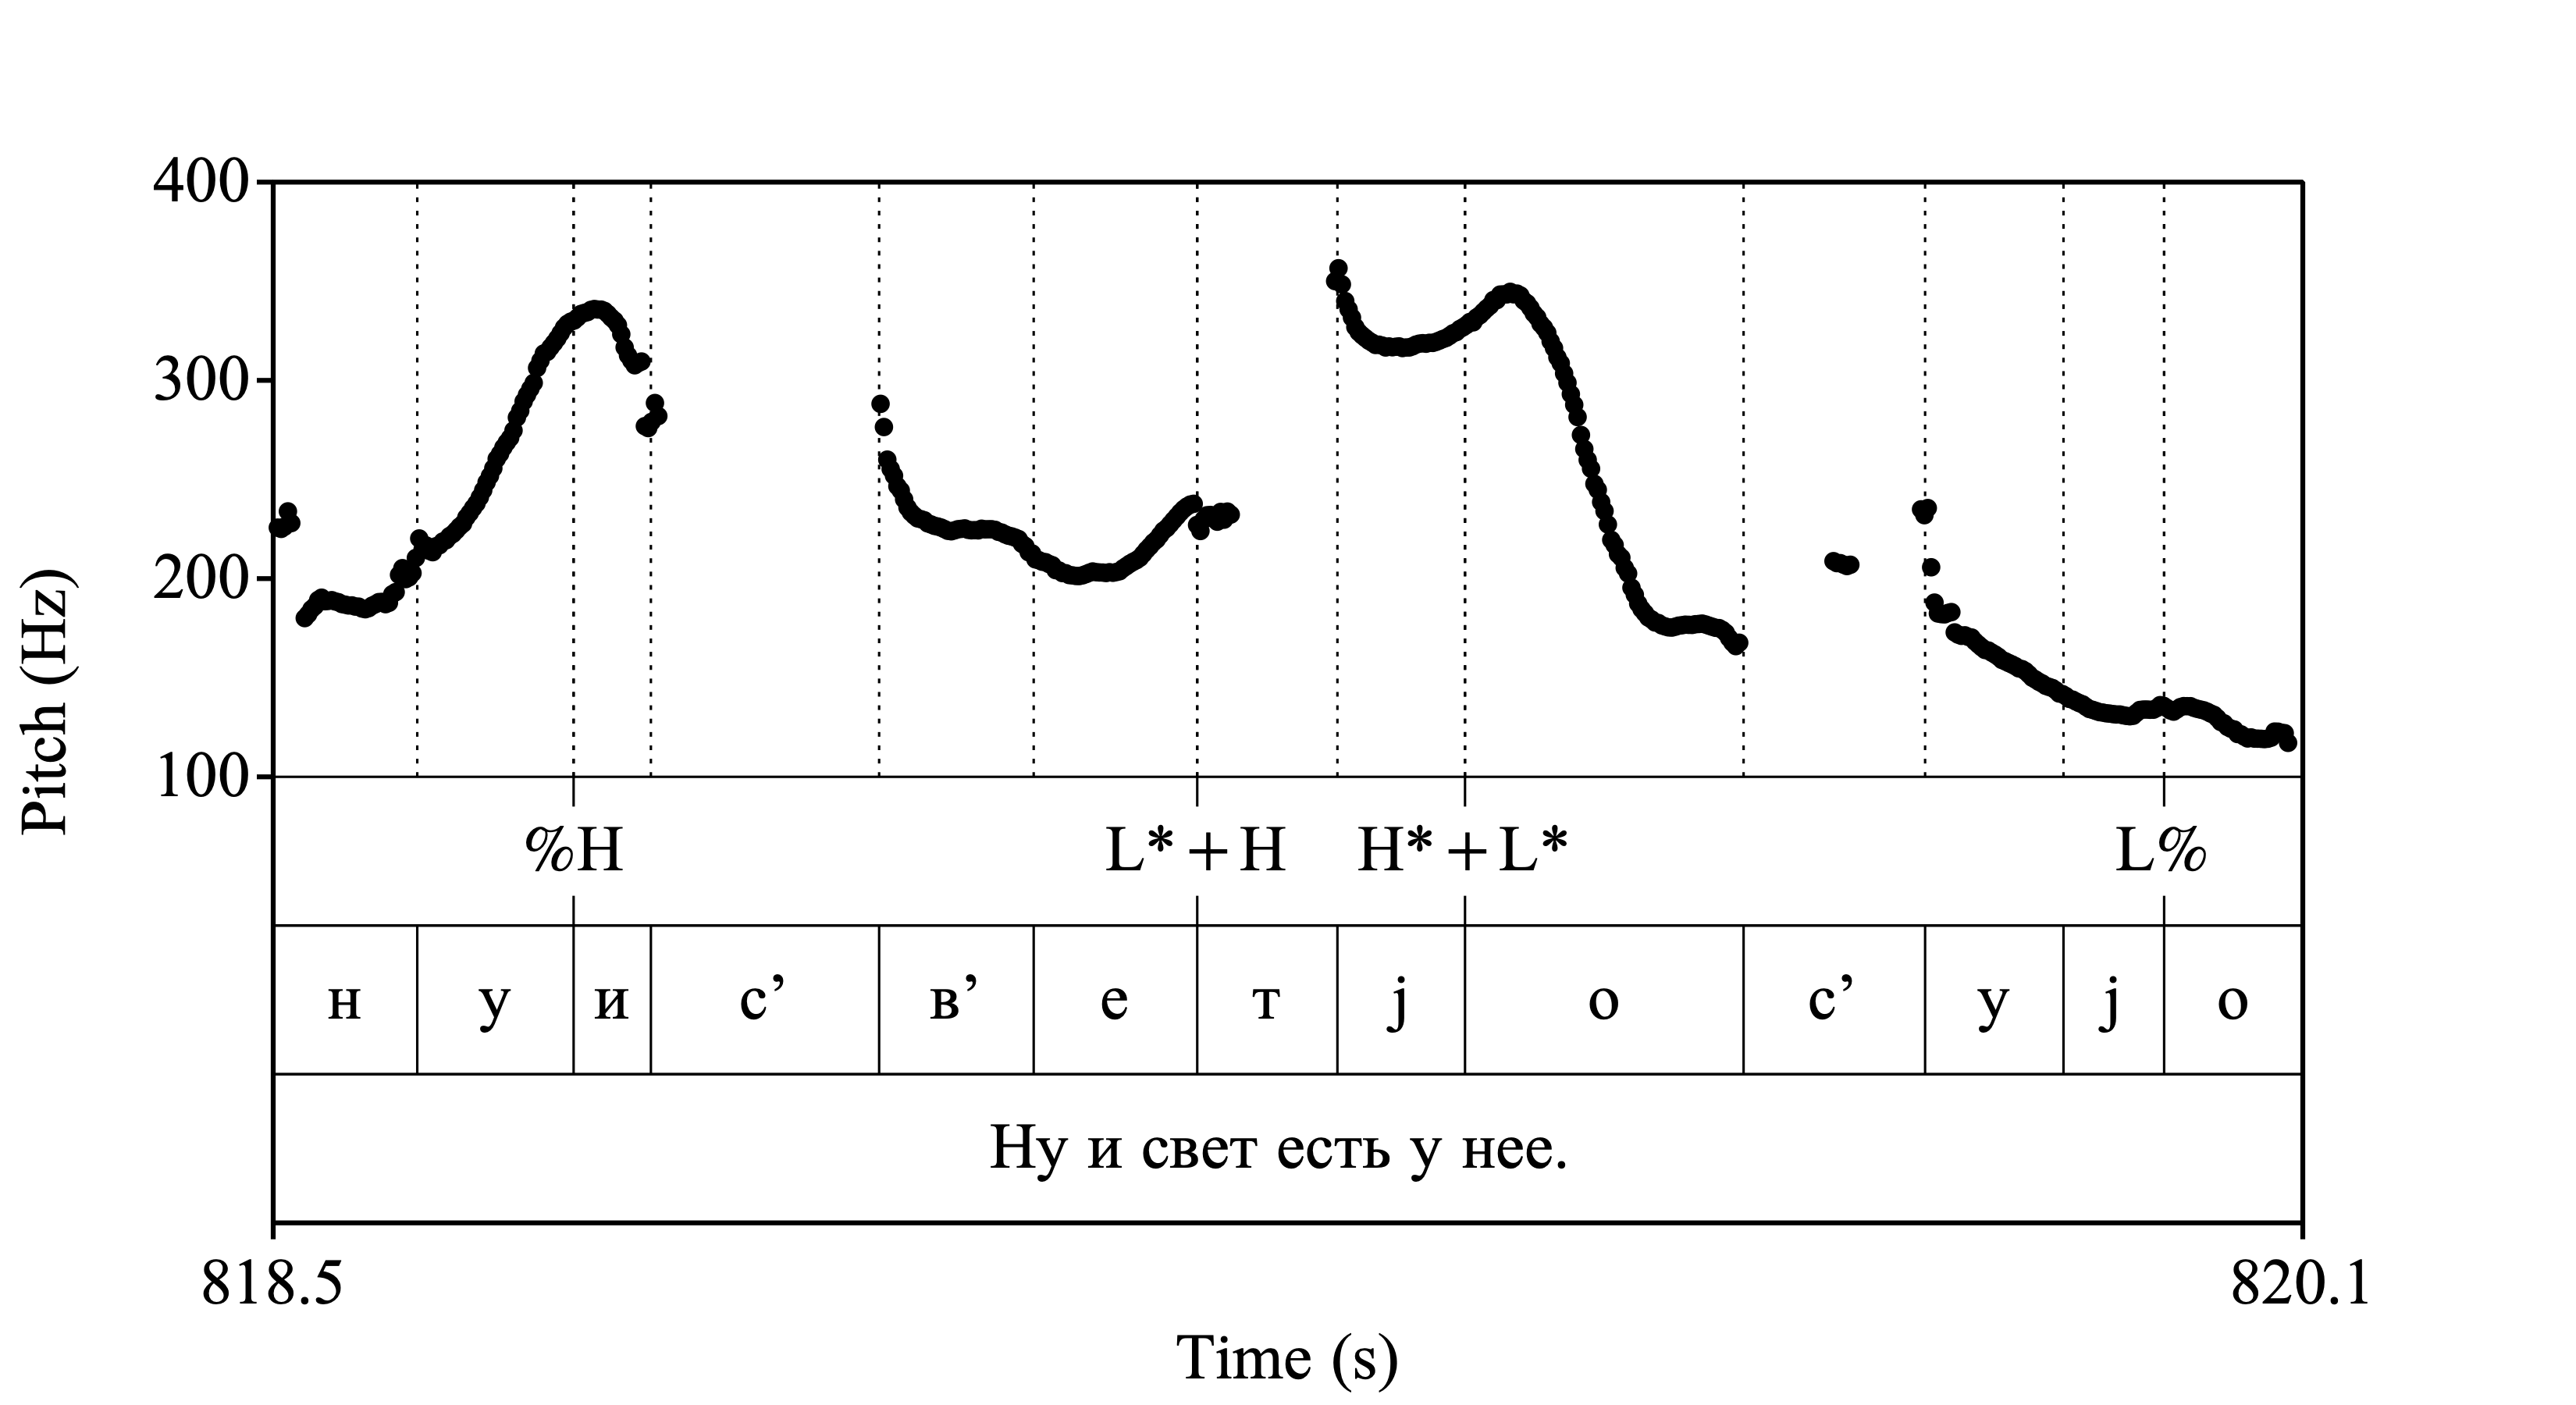 400
300
200
100
Pitch (Hz)
%H L*+H H*+L* L%
н у и с’ в’ е т j о с’ у j о
Ну и свет есть у нее.
818.5 820.1
Time (s)